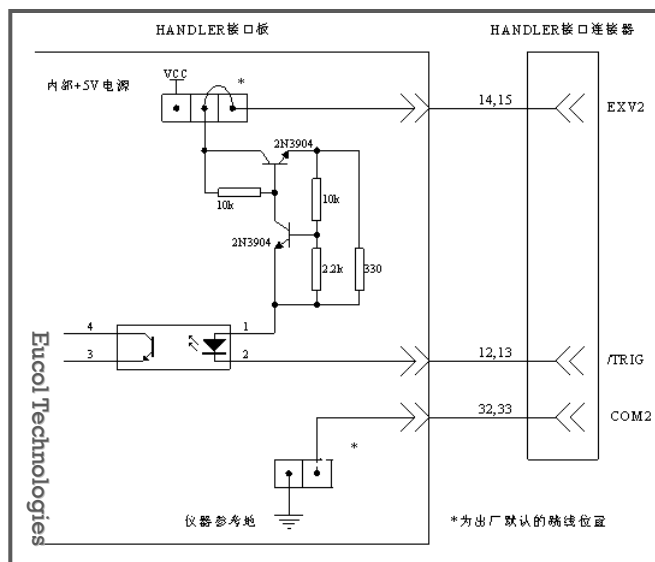 HANDLER接口板
HANDLER接口连接器
内部+5V电源
VCC
*
14,15
EXV2
2N3904
10k
10k
2N3904
2.2k
330
4
1
3
2
12,13
/TRIG
32,33
COM2
*
仪器参考地
*为出厂默认的跳线位置
Eucol Technologies